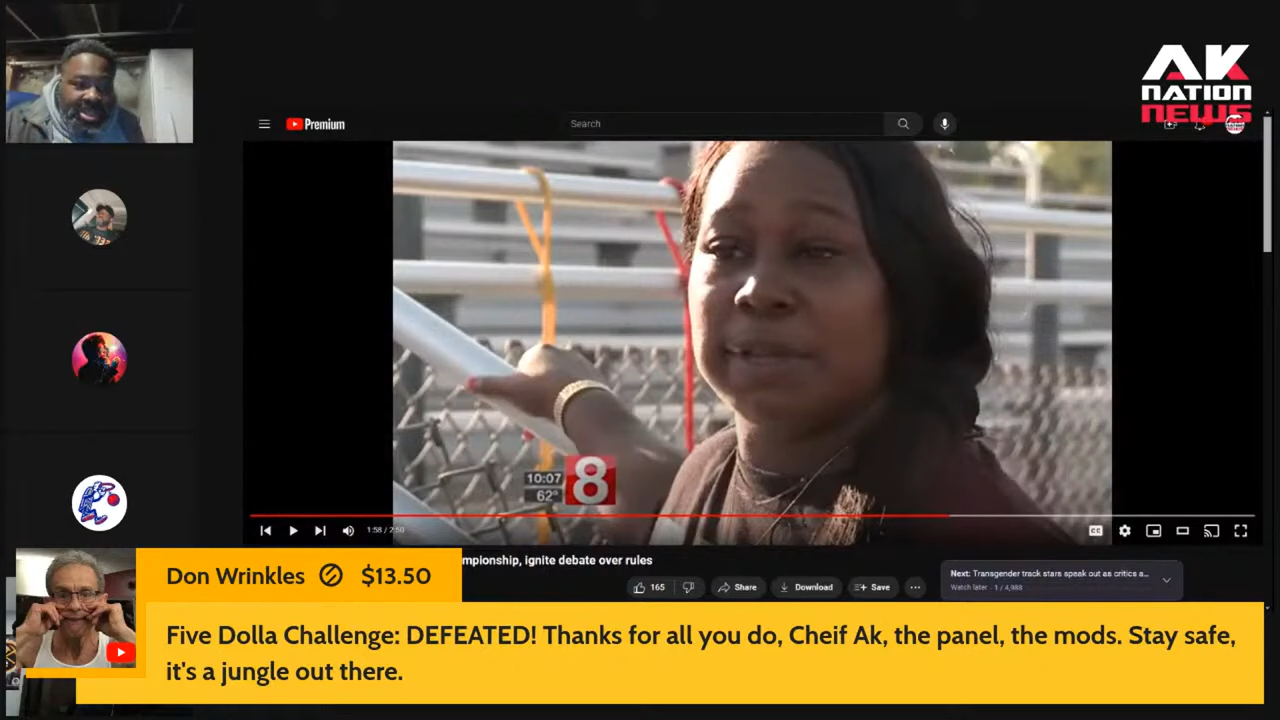 AK
NATION
NEWS
Premium
Search
10:07
62°
8
1:58 / 2:50
mpionship, ignite debate over rules
165
Share
Download
Save
Next: Transgender track stars speak out as critics a...
Watch later - 1 / 4,988
Don Wrinkles
$13.50
Five Dolla Challenge: DEFEATED! Thanks for all you do, Cheif Ak, the panel, the mods. Stay safe,
it's a jungle out there.